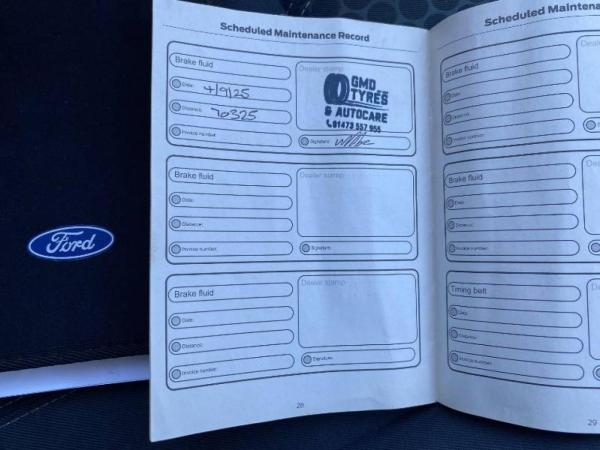 Scheduled Maintenance Record
Brake fluid
Date: 4/9/25
Distance: 70325
Invoice number:
Dealer stamp
GMD
TYRES
& AUTOCARE
01473 557 955
Signature:
Brake fluid
Date:
Distance:
Invoice number:
Dealer stamp
Signature:
Brake fluid
Date:
Distance:
Invoice number:
Dealer stamp
Signature:
28
Scheduled Maintena
Brake fluid
Date:
Distance:
Invoice number:
Brake fluid
Date:
Distance:
Invoice number:
Timing belt
Date:
Distance:
Invoice number:
29
Ford